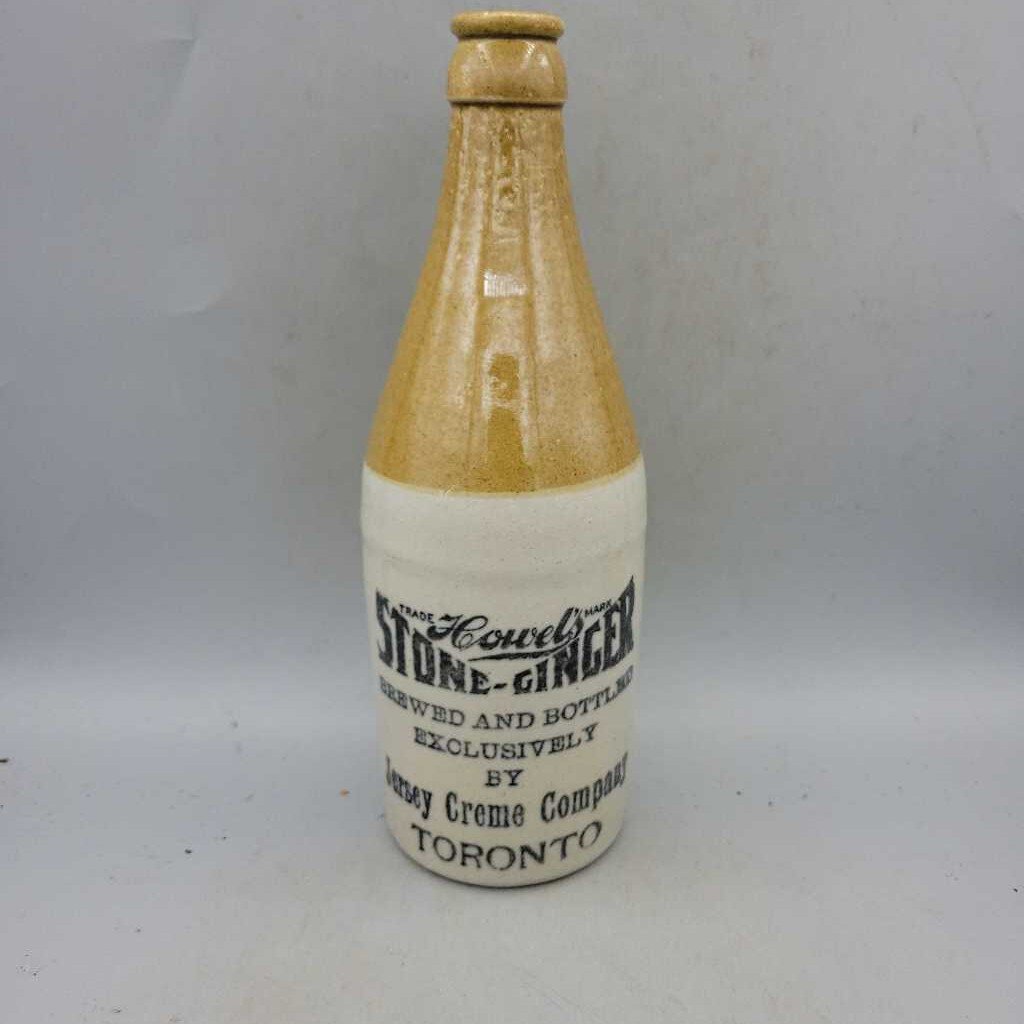 TRADE Howel's MARK
STONE-GINGER
BREWED AND BOTTLED
EXCLUSIVELY
BY
Jersey Creme Company
TORONTO